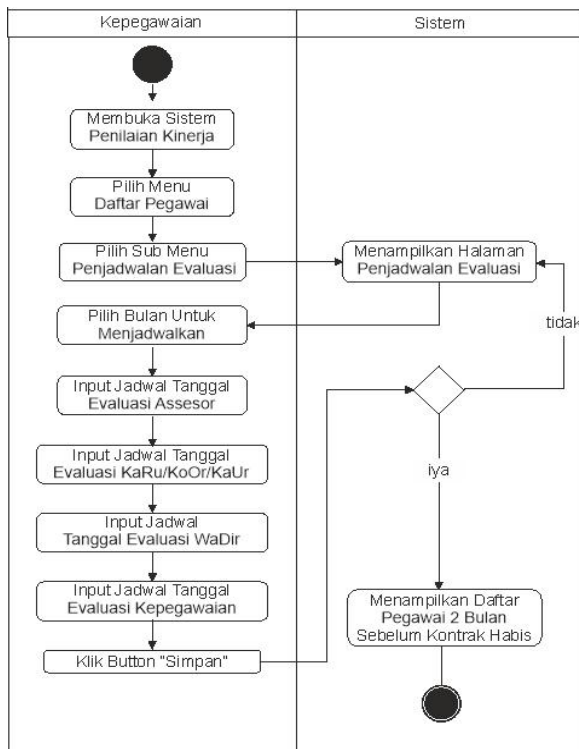 Kepegawaian
Sistem
Membuka Sistem
Penilaian Kinerja
Pilih Menu
Daftar Pegawai
Pilih Sub Menu
Penjadwalan Evaluasi
Menampilkan Halaman
Penjadwalan Evaluasi
Pilih Bulan Untuk
Menjadwalkan
tidak
Input Jadwal Tanggal
Evaluasi Assesor
Input Jadwal Tanggal
Evaluasi KaRu/KoOr/KaUr
iya
Input Jadwal
Tanggal Evaluasi WaDir
Input Jadwal Tanggal
Evaluasi Kepegawaian
Menampilkan Daftar
Pegawai 2 Bulan
Sebelum Kontrak Habis
Klik Button "Simpan"